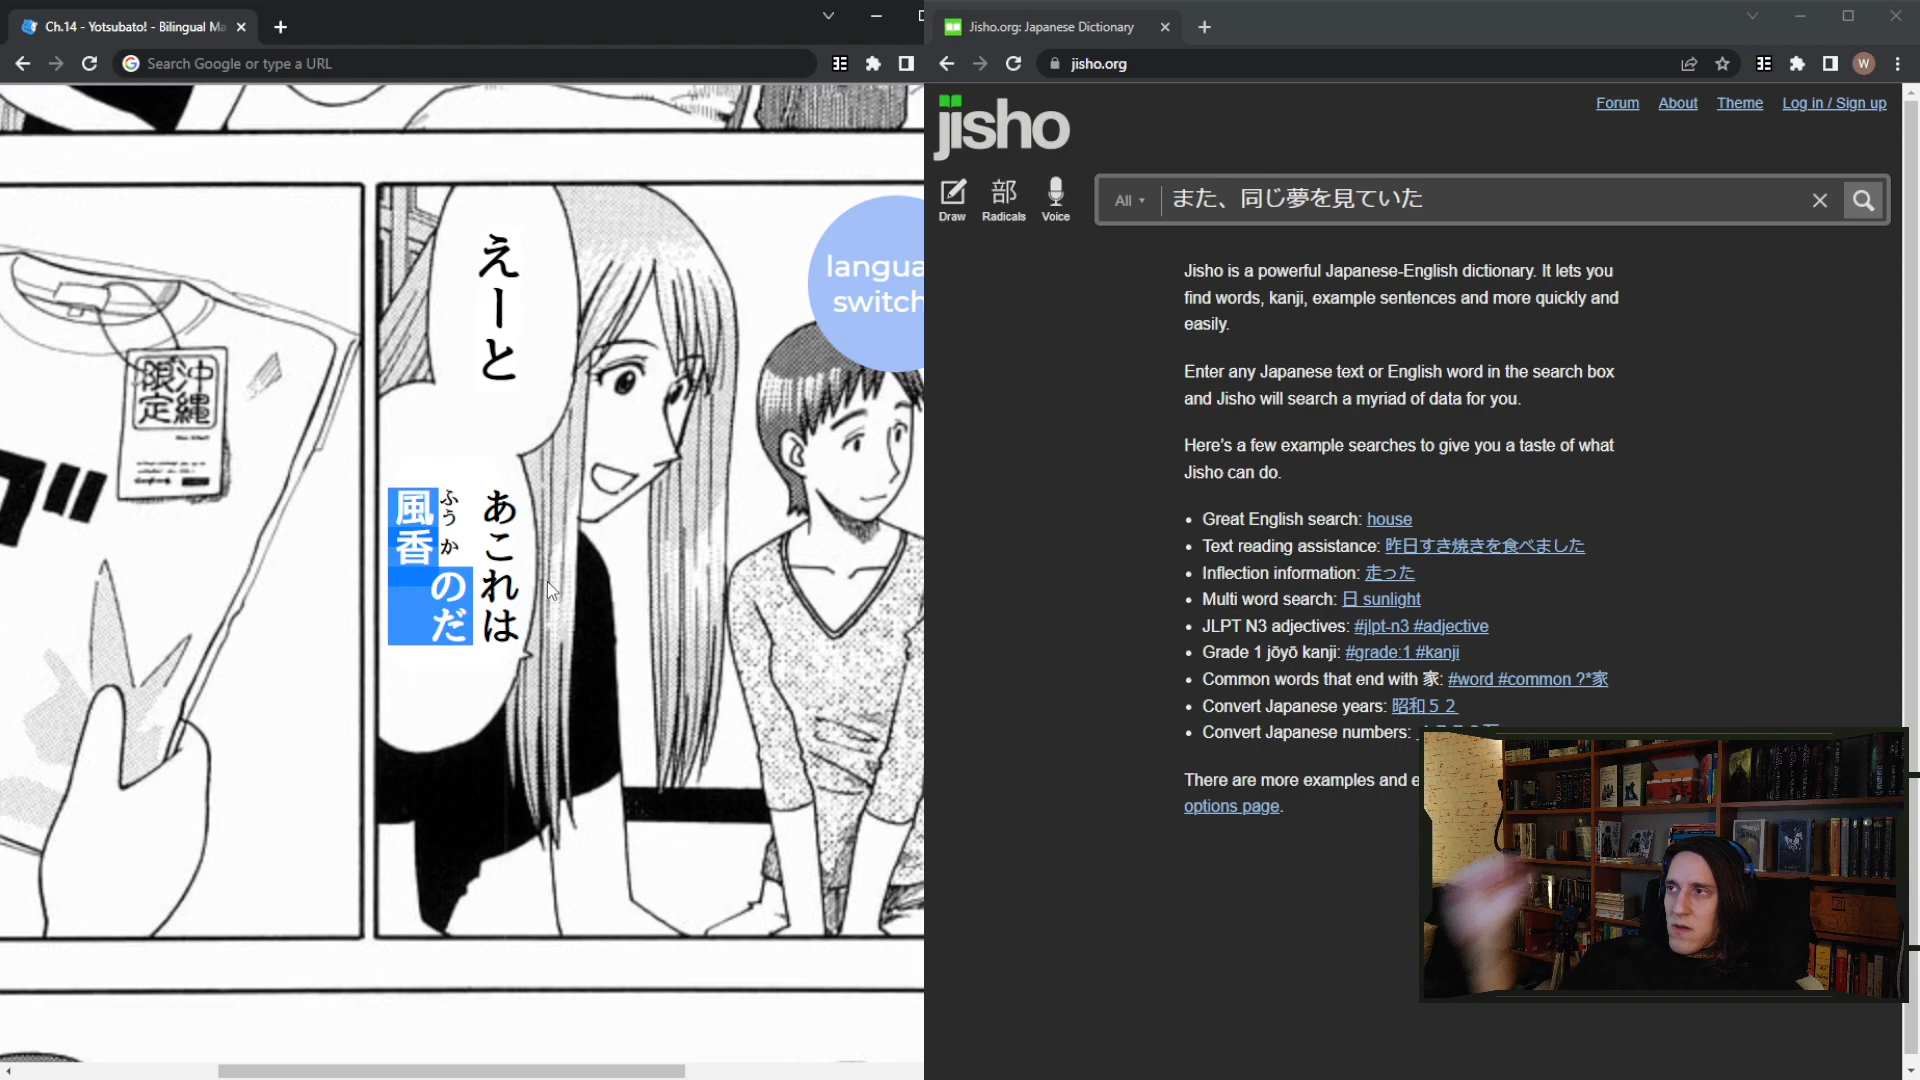 Ch.14 - Yotsubato! - Bilingual Ma
Search Google or type a URL
沖縄
限定
えーと
あこれは
風香のだ
ふうか
langua
switch
Jisho.org: Japanese Dictionary
jisho.org
W
jisho
Forum About Theme Log in / Sign up
Draw
部
Radicals
Voice
All
また、同じ夢を見ていた
Jisho is a powerful Japanese-English dictionary. It lets you
find words, kanji, example sentences and more quickly and
easily.
Enter any Japanese text or English word in the search box
and Jisho will search a myriad of data for you.
Here's a few example searches to give you a taste of what
Jisho can do.
• Great English search: house
• Text reading assistance: 昨日すき焼きを食べました
• Inflection information: 走った
• Multi word search: 日 sunlight
• JLPT N3 adjectives: #jlpt-n3 #adjective
• Grade 1 jōyō kanji: #grade:1 #kanji
• Common words that end with 家: #word #common ?*家
• Convert Japanese years: 昭和５２
• Convert Japanese numbers:
There are more examples and e
options page.